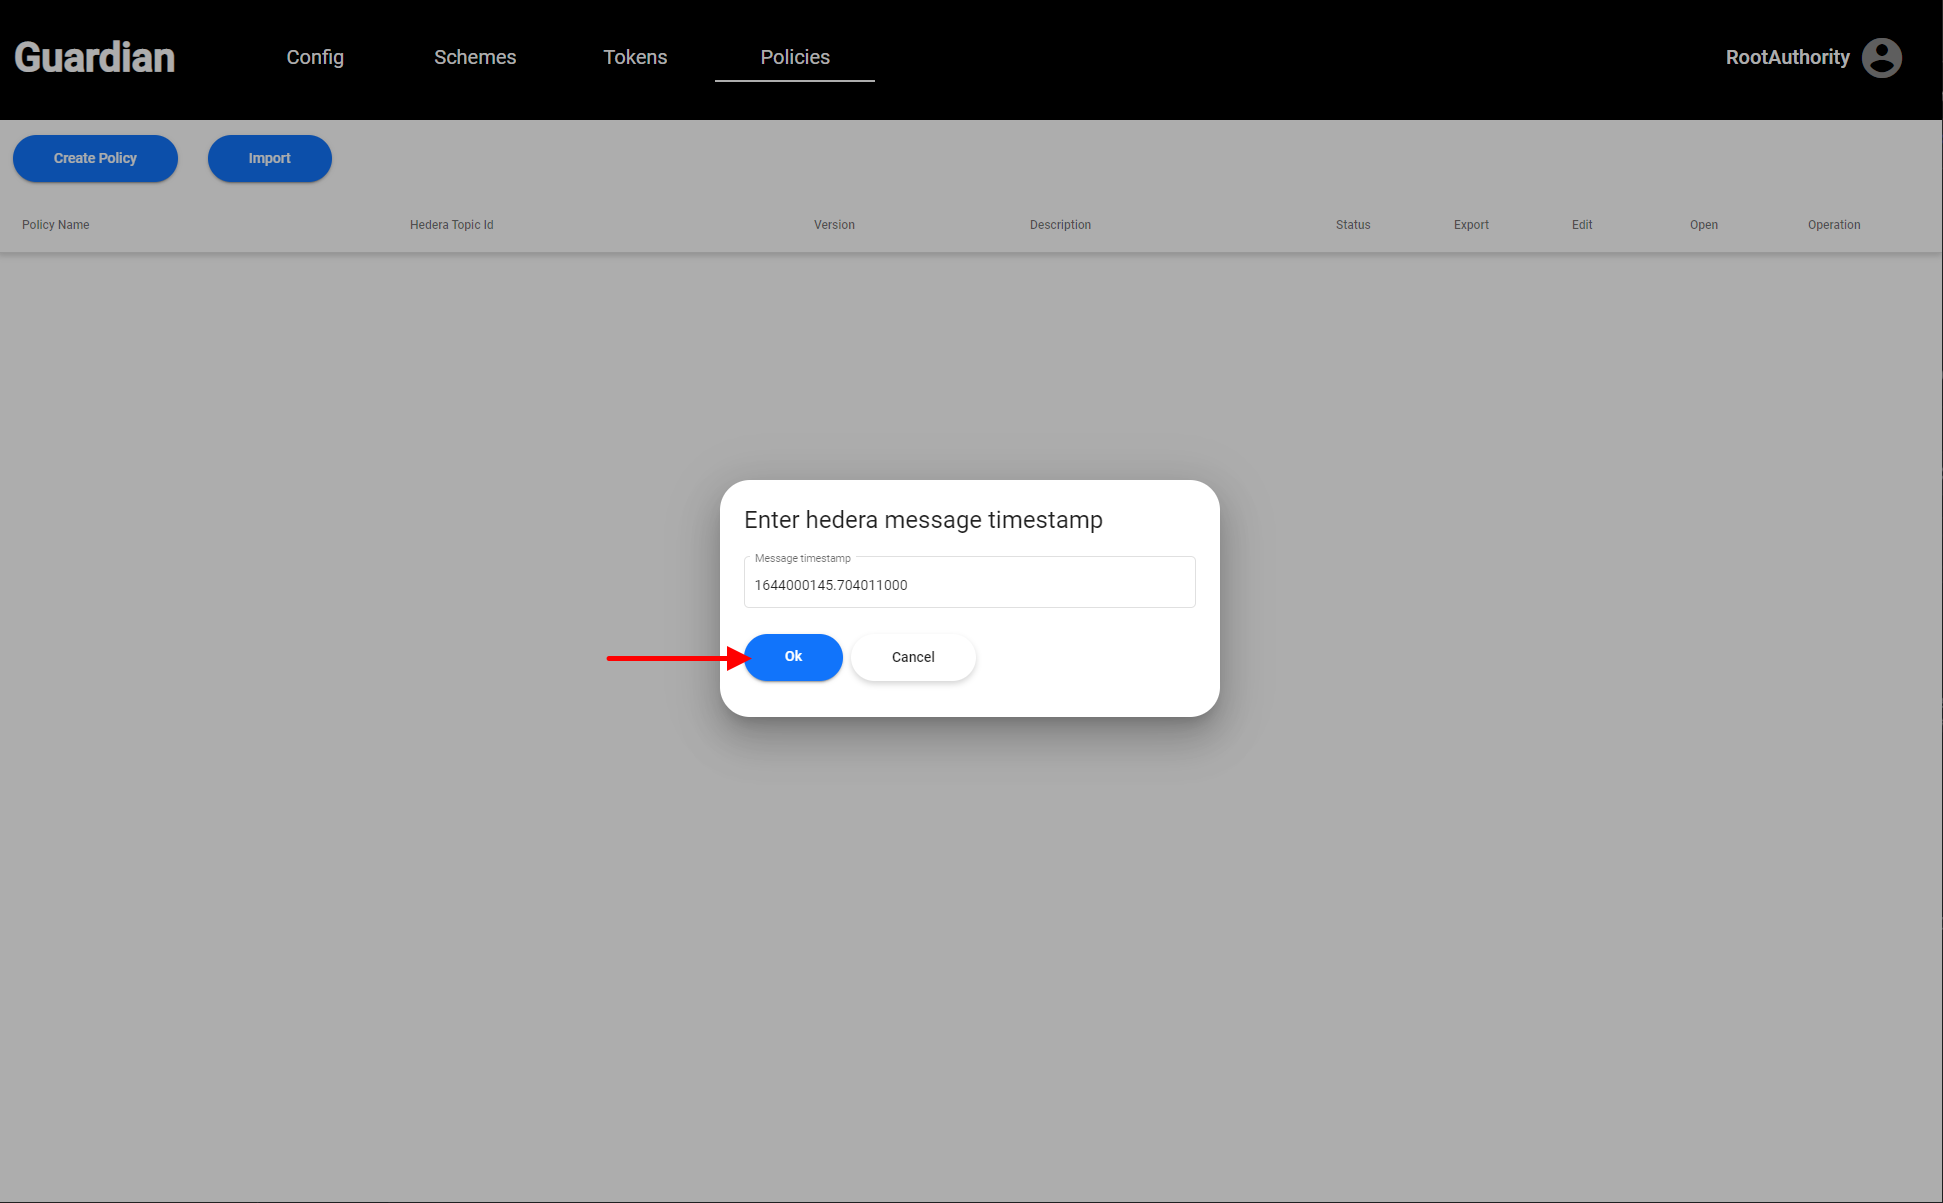 Guardian
Config
Schemes
Tokens
Policies
RootAuthority
Create Policy
Import
Policy Name
Hedera Topic Id
Version
Description
Status
Export
Edit
Open
Operation
Enter hedera message timestamp
Message timestamp
1644000145.704011000
Ok
Cancel